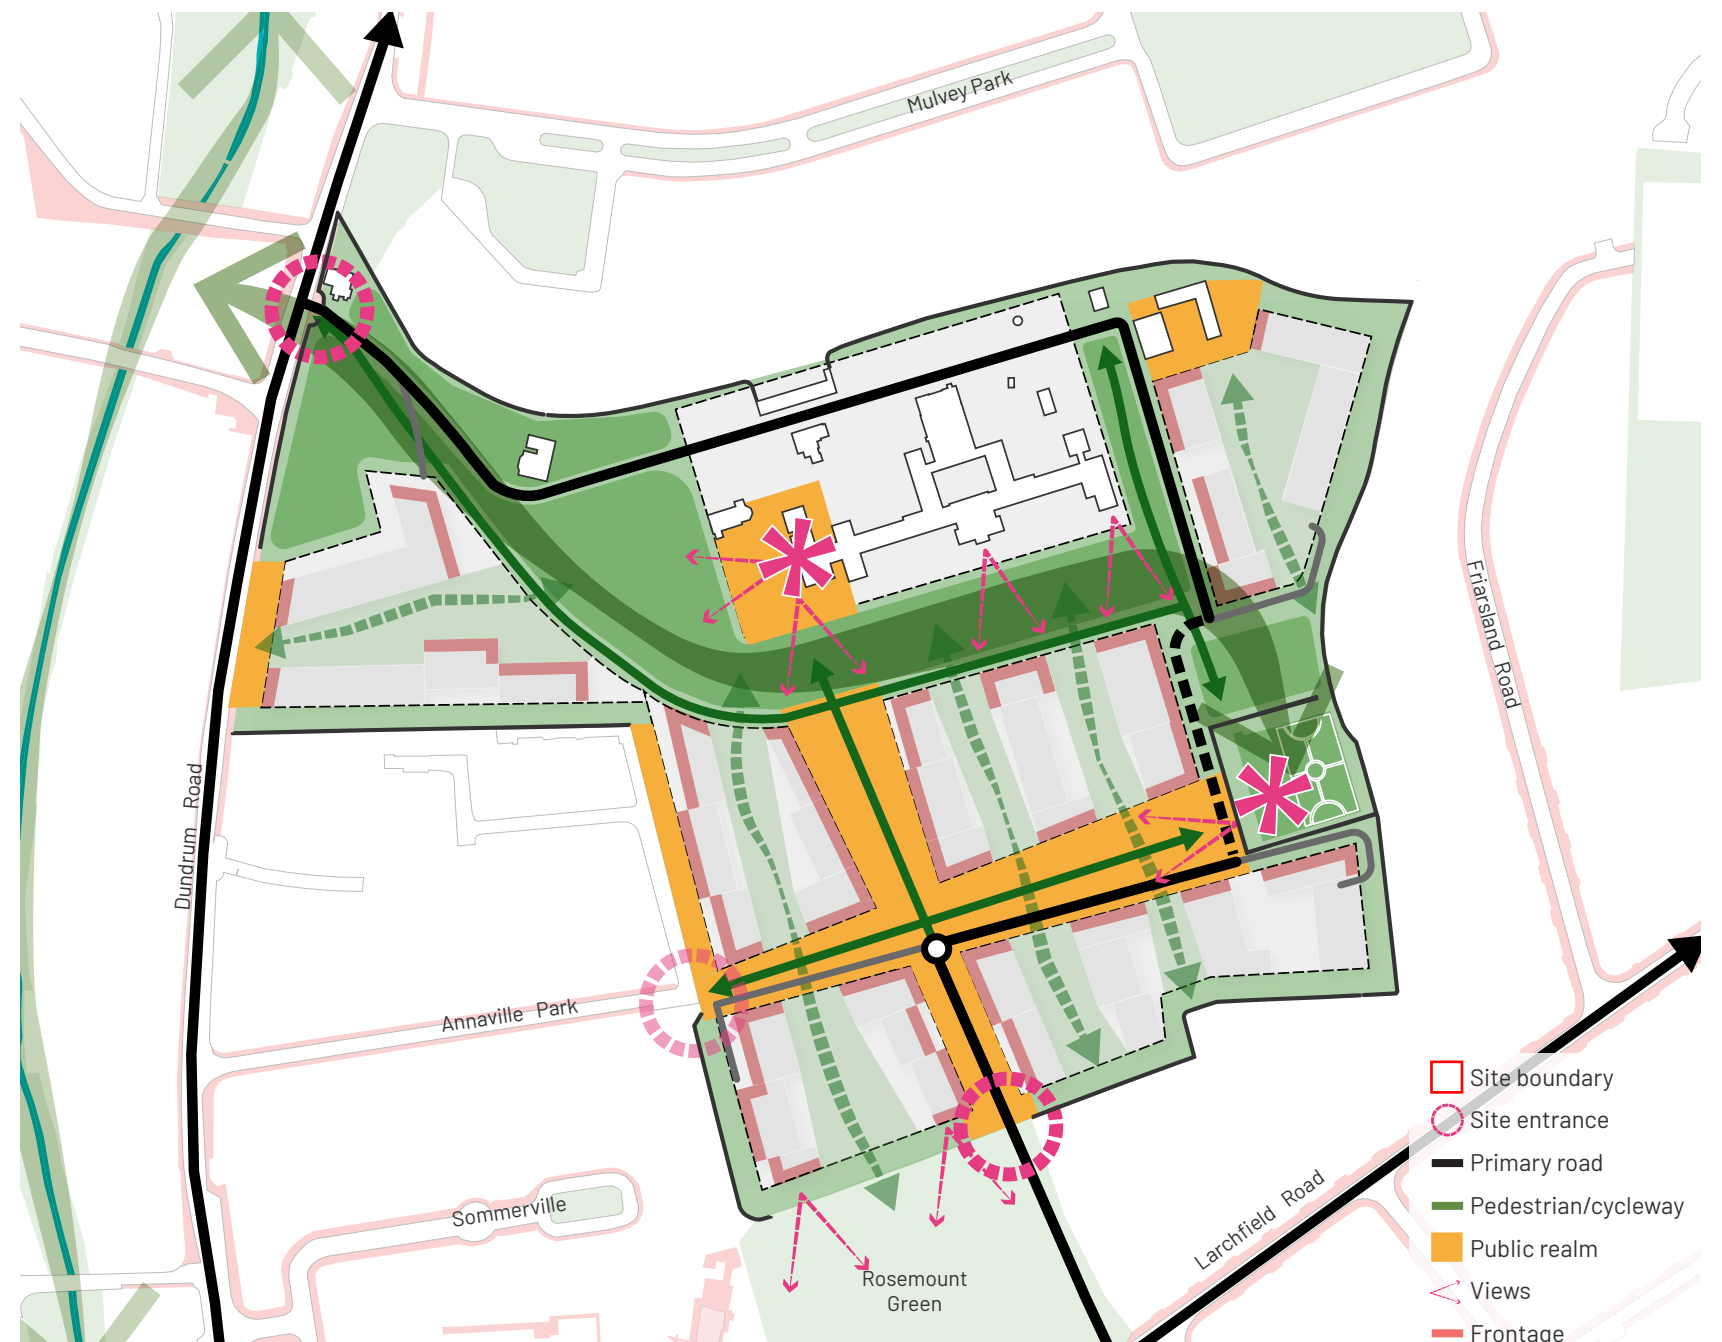 Mulvey Park
Friarsland Road
Dundrum Road
Annaville Park
Sommerville
Larchfield Road
Rosemount
Green
Site boundary
Site entrance
Primary road
Pedestrian/cycleway
Public realm
Views
Frontage